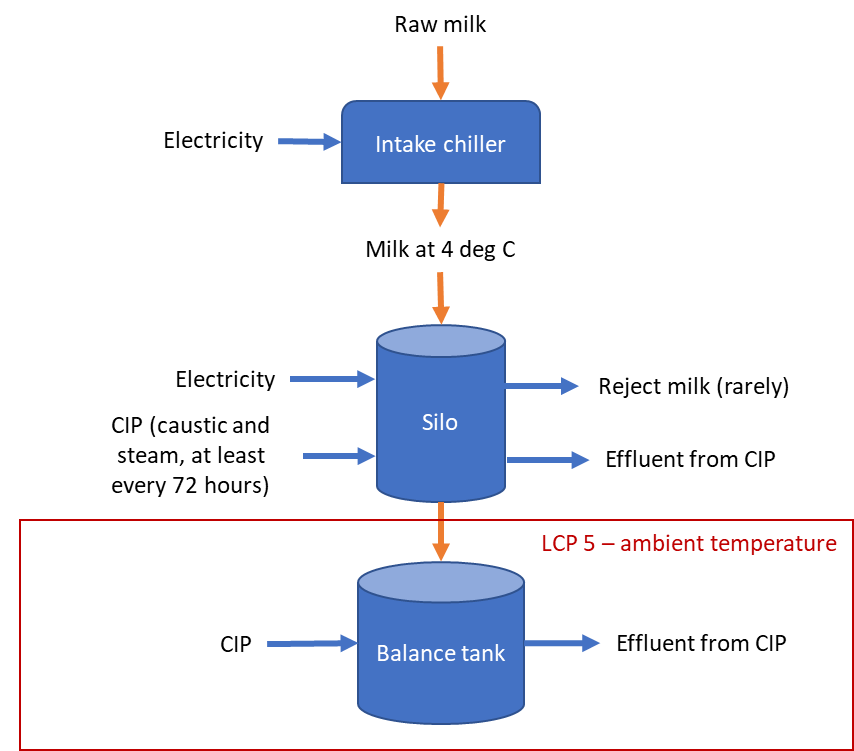 Raw milk
Electricity
Intake chiller
Milk at 4 deg C
Electricity
Reject milk (rarely)
CIP (caustic and
steam, at least
every 72 hours)
Silo
Effluent from CIP
LCP 5 – ambient temperature
CIP
Balance tank
Effluent from CIP